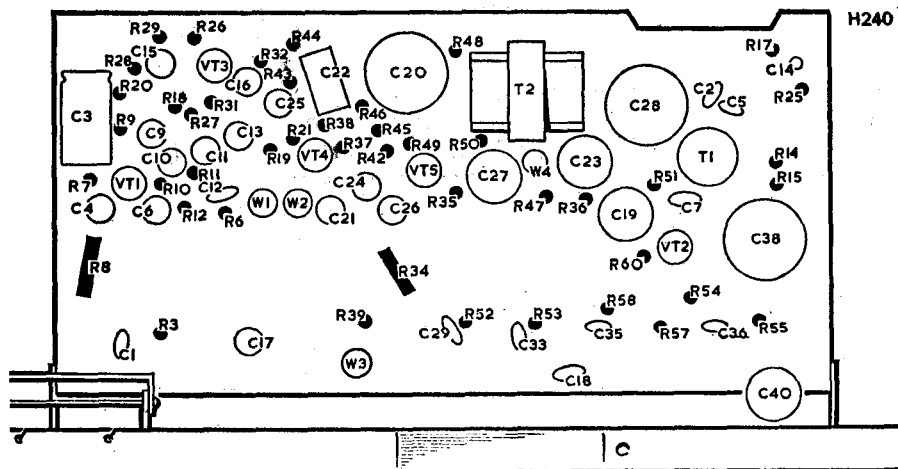 H240
R29
R26
R44
R48
R17
C15
VT3
R32
C22
C20
T2
C14
R28
C16
R43
R20
R25
C3
R18
R31
C25
C28
C2
C5
R27
R46
R9
C9
C13
R21
R38
R45
R50
C10
C11
R19
VT4
R37
R42
R49
W4
C23
T1
R14
R7
VT1
R10
R11
C12
C24
VT5
C27
R51
R15
C4
C6
R12
R6
W1
W2
C21
C26
R35
R47
R36
C19
C7
C38
VT2
R8
R34
R60
R54
R58
R3
R39
R52
R53
C1
C17
C29
C33
C35
R57
C36
R55
W3
C18
C40
C